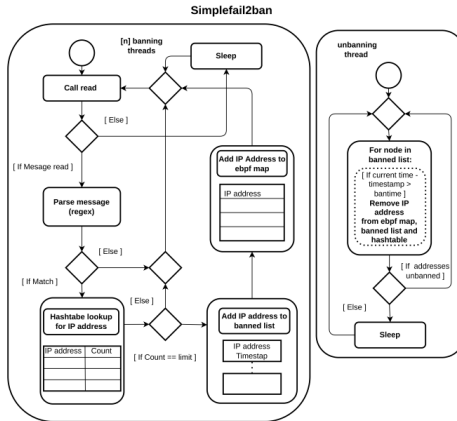 Simplefail2ban
[n] banning
threads
Sleep
Call read
[ Else ]
[ If Mesage read ]
Parse message
(regex)
[ Else ]
[ If Match ]
Hashtabe lookup
for IP address
IP address Count
[ Else ]
[ If Count == limit ]
Add IP Address to
ebpf map
IP address
Add IP address to
banned list
IP address
Timestap
unbanning
thread
For node in
banned list:
[ If current time -
timestamp >
bantime ]
Remove IP
address
from ebpf map,
banned list and
hashtable
[ If addresses
unbanned ]
[ Else ]
Sleep